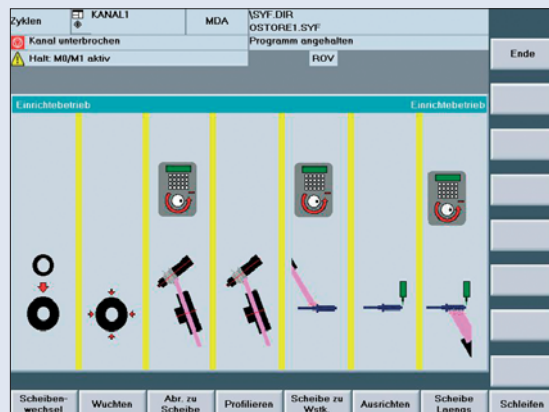 Zyklen
KANAL1
MDA
\SYF.DIR
OSTORE1.SYF
Kanal unterbrochen
Programm angehalten
Halt: M0/M1 aktiv
ROV
Ende
Einrichtebetrieb
Einrichtebetrieb
Scheiben-
wechsel
Wuchten
Abr. zu
Scheibe
Profilieren
Scheibe zu
Wstk.
Ausrichten
Scheibe
Laengs
Schleifen